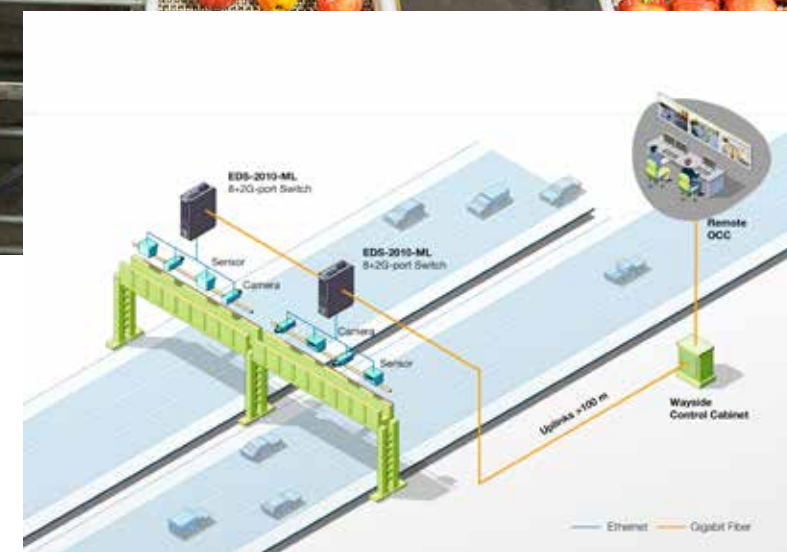 EDS-2010-ML
8+2G-port Switch
EDS-2010-ML
8+2G-port Switch
Sensor
Camera
Camera
Sensor
Remote
OCC
Uplinks >100 m
Wayside
Control Cabinet
Ethernet
Gigabit Fiber